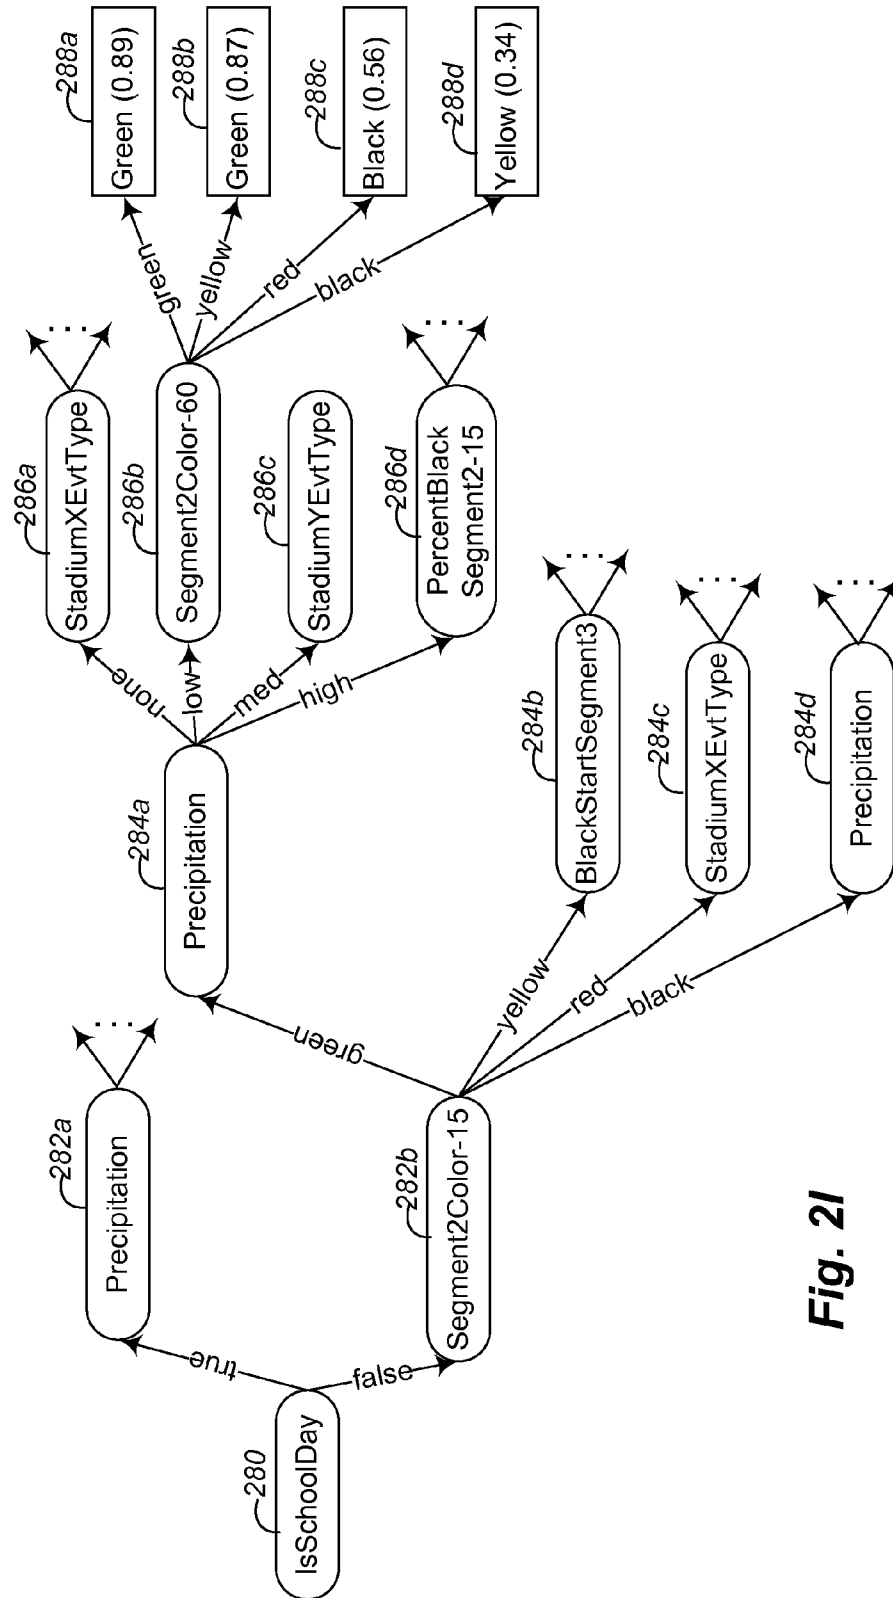 280
IsSchoolDay
true
false
282a
Precipitation
...
282b
Segment2Color-15
green
yellow
red
black
284a
Precipitation
none
low
med
high
284b
BlackStartSegment3
...
284c
StadiumXEvtType
...
284d
Precipitation
...
286a
StadiumXEvtType
...
286b
Segment2Color-60
green
yellow
red
black
286c
StadiumYEvtType
286d
PercentBlack
Segment2-15
...
288a
Green (0.89)
288b
Green (0.87)
288c
Black (0.56)
288d
Yellow (0.34)
Fig. 2I